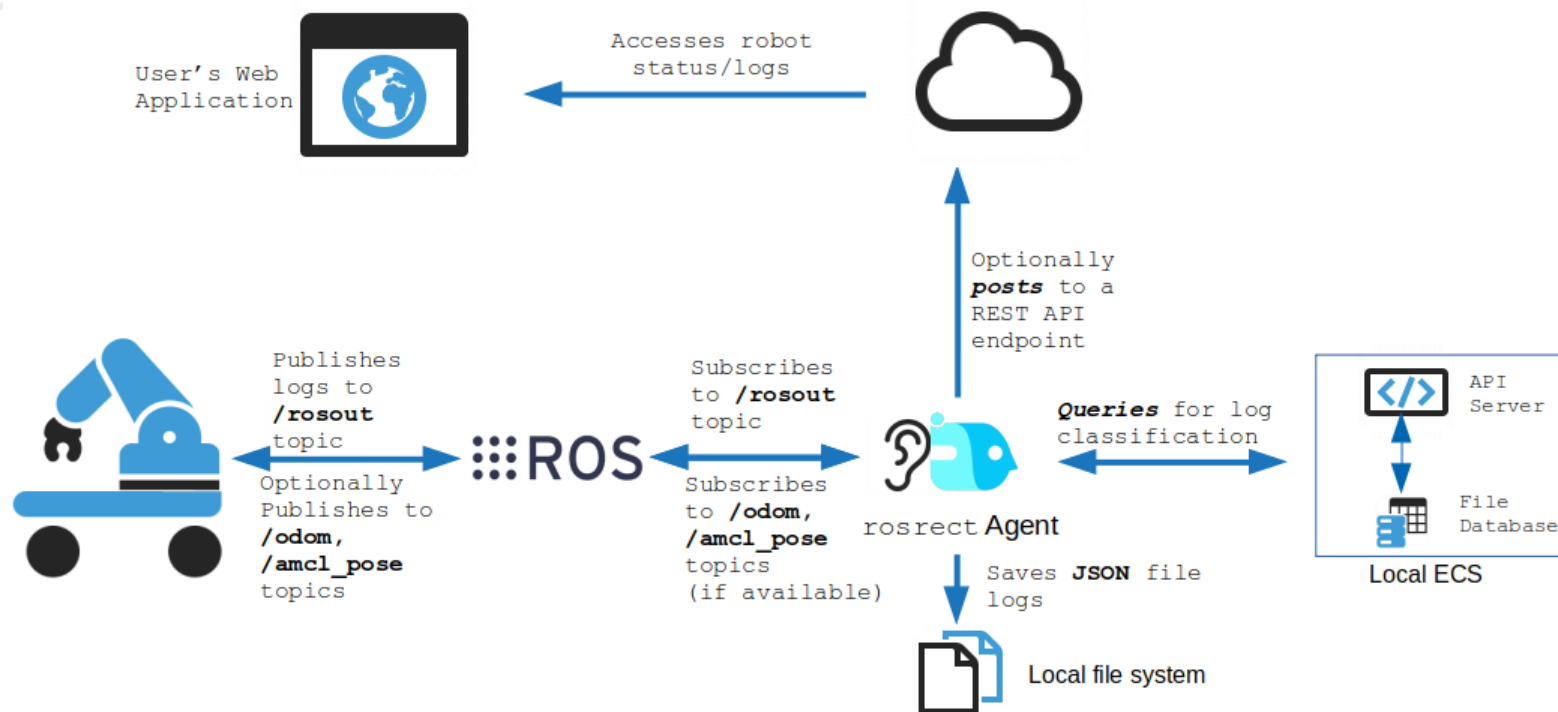 Accesses robot
status/logs
User's Web
Application
Optionally
posts to a
REST API
endpoint
Publishes
logs to
/rosout
topic
Optionally
Publishes to
/odom,
/amcl_pose
topics
ROS
Subscribes
to /rosout
topic
Subscribes
to /odom,
/amcl_pose
topics
(if available)
rosrect Agent
Queries for log
classification
API
Server
File
Database
Local ECS
Saves JSON file
logs
Local file system